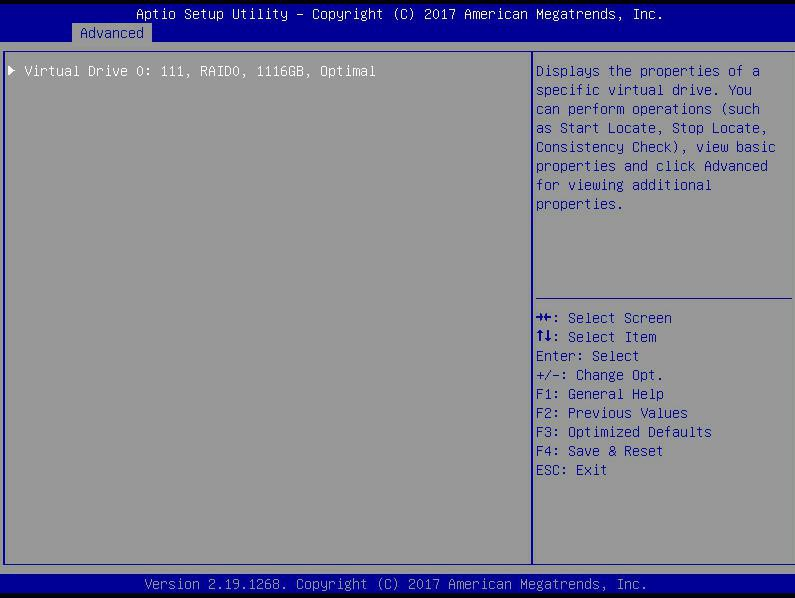 Aptio Setup Utility – Copyright (C) 2017 American Megatrends, Inc.
Advanced
Virtual Drive 0: 111, RAID0, 1116GB, Optimal
Displays the properties of a
specific virtual drive. You
can perform operations (such
as Start Locate, Stop Locate,
Consistency Check), view basic
properties and click Advanced
for viewing additional
properties.
→←: Select Screen
↑↓: Select Item
Enter: Select
+/-: Change Opt.
F1: General Help
F2: Previous Values
F3: Optimized Defaults
F4: Save & Reset
ESC: Exit
Version 2.19.1268. Copyright (C) 2017 American Megatrends, Inc.